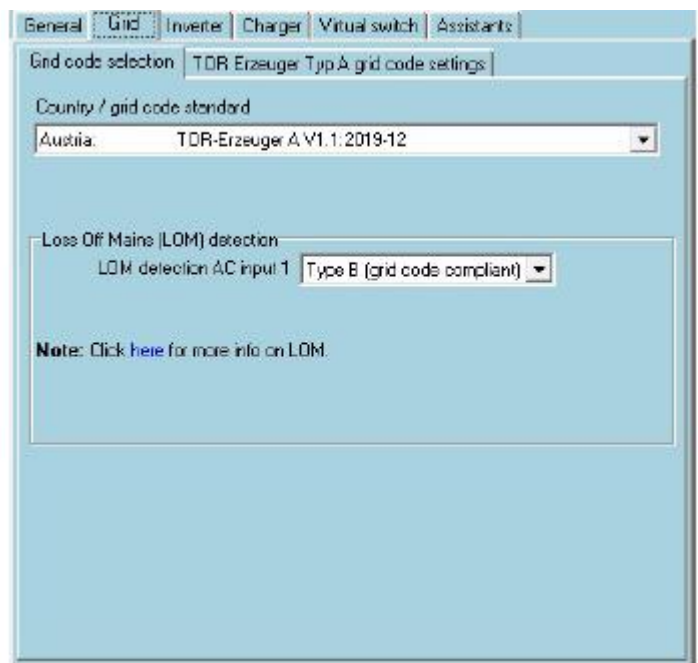 General Grid Inverter Charger Virtual switch Assistants
Grid code selection TOR Erzeuger Typ A grid code settings
Country / grid code standard
Austria: TOR-Erzeuger A V1.1:2019-12
Loss Off Mains (LOM) detection
LOM detection AC input 1 Type B (grid code compliant)
Note: Click here for more info on LOM.